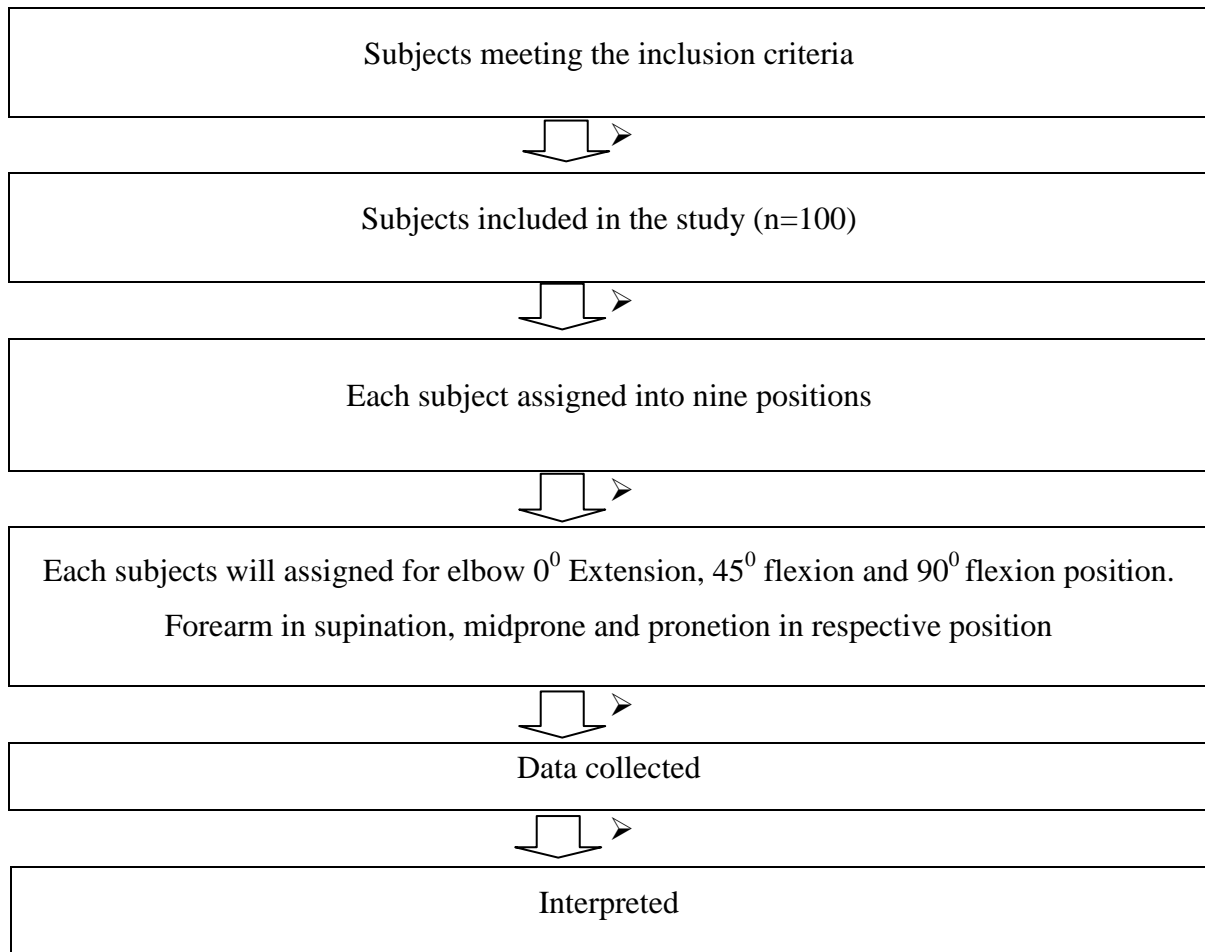 Subjects meeting the inclusion criteria
Subjects included in the study (n=100)
Each subject assigned into nine positions
Each subjects will assigned for elbow 0⁰ Extension, 45⁰ flexion and 90⁰ flexion position.
Forearm in supination, midprone and pronetion in respective position
Data collected
Interpreted